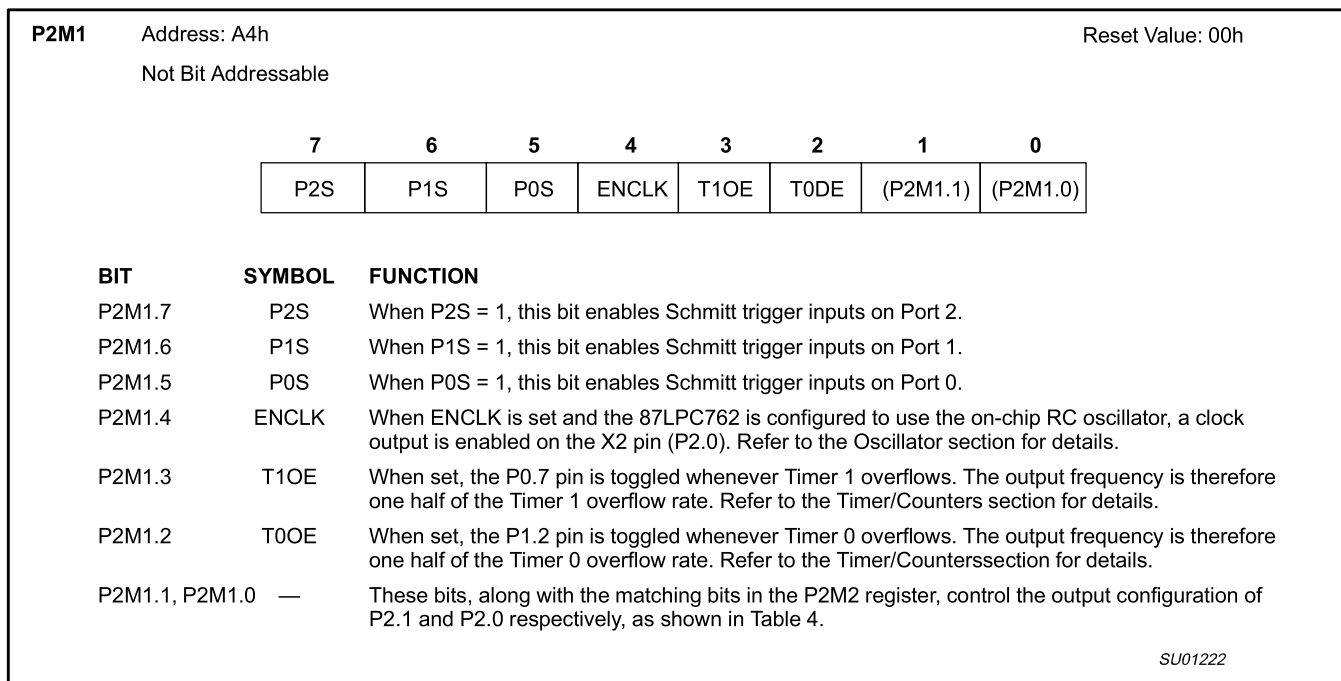 P2M1 Address: A4h Reset Value: 00h
Not Bit Addressable
7 6 5 4 3 2 1 0
P2S P1S P0S ENCLK T1OE T0DE (P2M1.1) (P2M1.0)
BIT SYMBOL FUNCTION
P2M1.7 P2S When P2S = 1, this bit enables Schmitt trigger inputs on Port 2.
P2M1.6 P1S When P1S = 1, this bit enables Schmitt trigger inputs on Port 1.
P2M1.5 P0S When P0S = 1, this bit enables Schmitt trigger inputs on Port 0.
P2M1.4 ENCLK When ENCLK is set and the 87LPC762 is configured to use the on-chip RC oscillator, a clock
output is enabled on the X2 pin (P2.0). Refer to the Oscillator section for details.
P2M1.3 T1OE When set, the P0.7 pin is toggled whenever Timer 1 overflows. The output frequency is therefore
one half of the Timer 1 overflow rate. Refer to the Timer/Counters section for details.
P2M1.2 T0OE When set, the P1.2 pin is toggled whenever Timer 0 overflows. The output frequency is therefore
one half of the Timer 0 overflow rate. Refer to the Timer/Counterssection for details.
P2M1.1, P2M1.0 — These bits, along with the matching bits in the P2M2 register, control the output configuration of
P2.1 and P2.0 respectively, as shown in Table 4.
SU01222